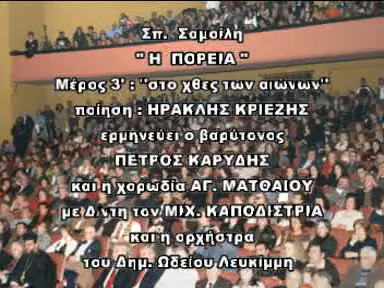 Σπ. Σαμοΐλη
" Η ΠΟΡΕΙΑ "
Μέρος 3' : "στο χθες των αιώνων"
ποίηση : ΗΡΑΚΛΗΣ ΚΡΙΕΖΗΣ
ερμηνεύει ο βαρύτονος
ΠΕΤΡΟΣ ΚΑΡΥΔΗΣ
και η χορωδία ΑΓ. ΜΑΤΘΑΙΟΥ
με Δ/ντη τον ΜΙΧ. ΚΑΠΟΔΙΣΤΡΙΑ
και η ορχήστρα
του Δημ. Ωδείου Λευκίμμη